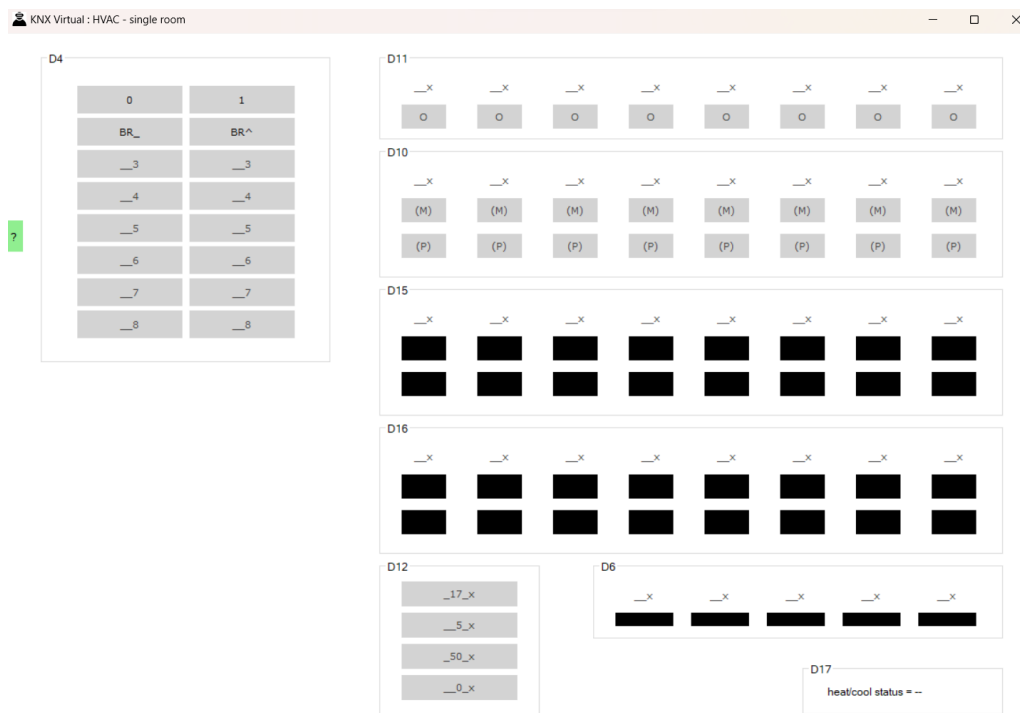 KNX Virtual : HVAC - single room
D4
0 1
BR_ BR^
__3 __3
__4 __4
__5 __5
__6 __6
__7 __7
__8 __8
?
D11
__x __x __x __x __x __x __x __x
O O O O O O O O
D10
__x __x __x __x __x __x __x __x
(M) (M) (M) (M) (M) (M) (M) (M)
(P) (P) (P) (P) (P) (P) (P) (P)
D15
__x __x __x __x __x __x __x __x
D16
__x __x __x __x __x __x __x __x
D12
_17_x
__5_x
_50_x
__0_x
D6
__x __x __x __x __x
D17
heat/cool status = --